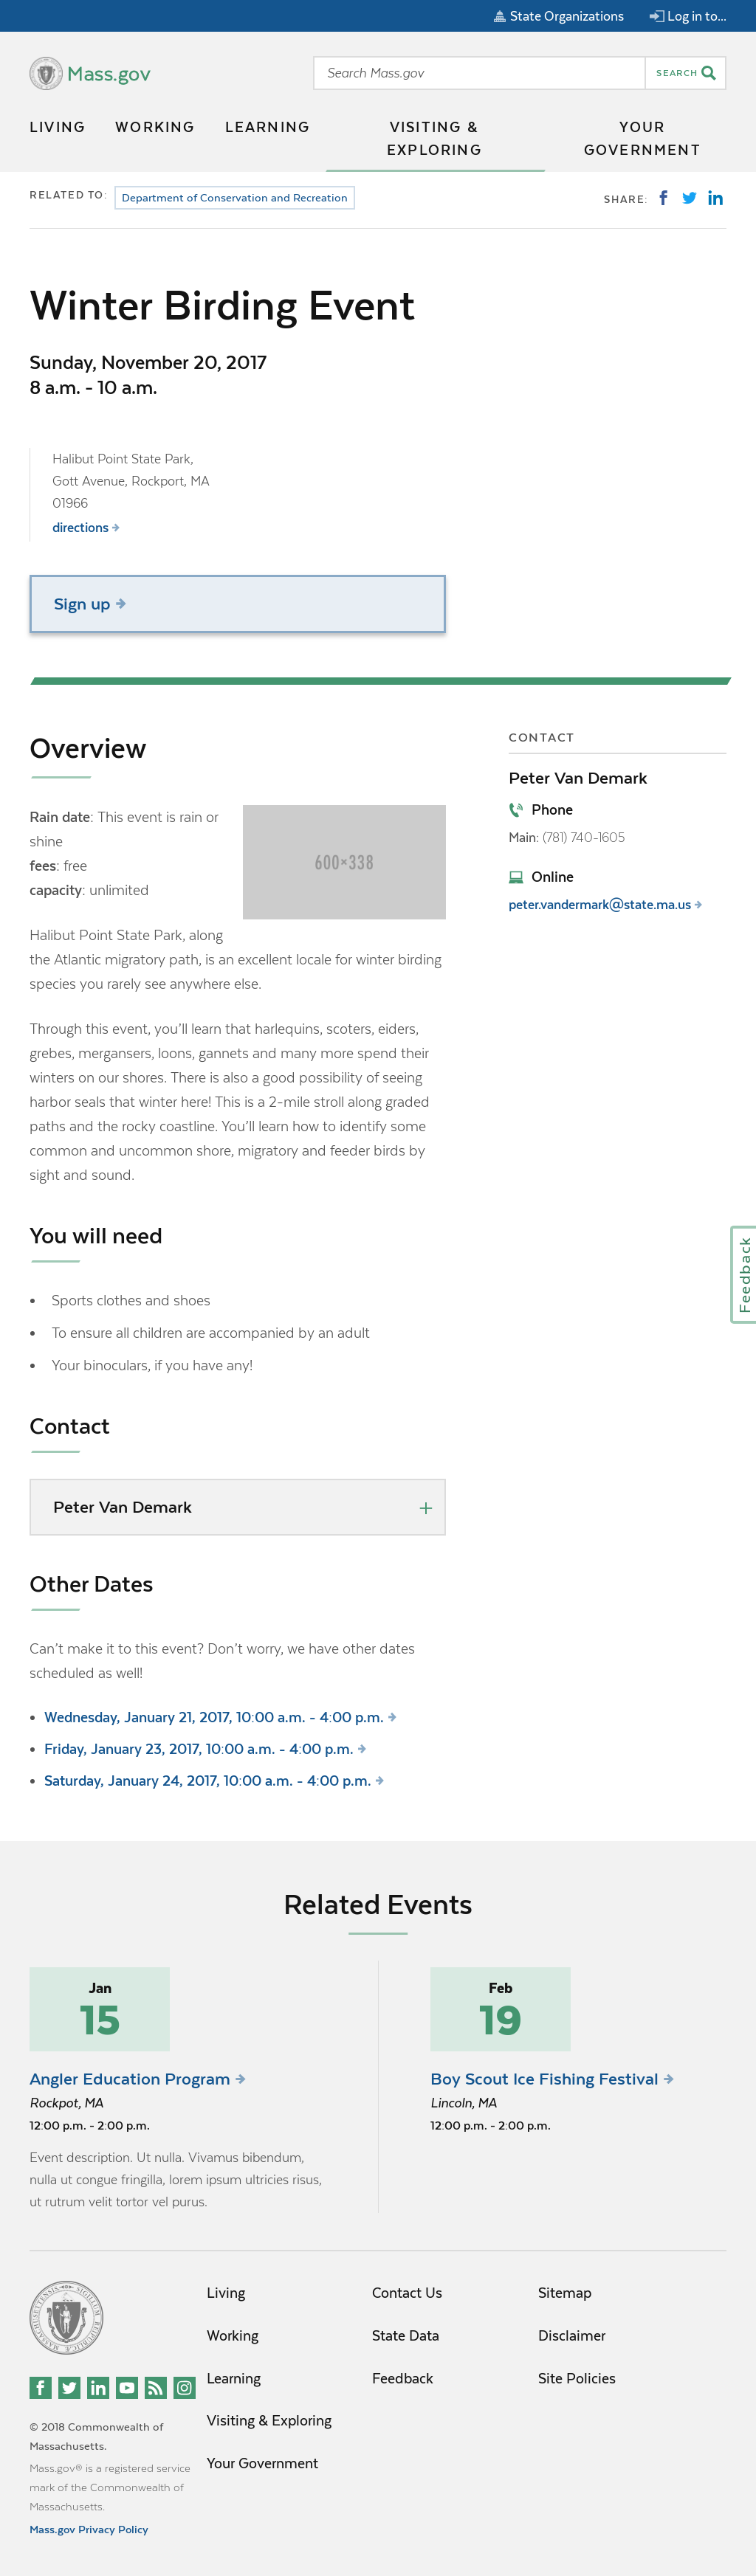 State Organizations
Log in to...
Mass.gov
Search Mass.gov
SEARCH
LIVING
WORKING
LEARNING
VISITING &
EXPLORING
YOUR
GOVERNMENT
RELATED TO:
Department of Conservation and Recreation
SHARE:
Winter Birding Event
Sunday, November 20, 2017
8 a.m. - 10 a.m.
Halibut Point State Park,
Gott Avenue, Rockport, MA
01966
directions
Sign up
Overview
Rain date: This event is rain or
shine
fees: free
capacity: unlimited
600×338
Halibut Point State Park, along
the Atlantic migratory path, is an excellent locale for winter birding
species you rarely see anywhere else.
Through this event, you’ll learn that harlequins, scoters, eiders,
grebes, mergansers, loons, gannets and many more spend their
winters on our shores. There is also a good possibility of seeing
harbor seals that winter here! This is a 2-mile stroll along graded
paths and the rocky coastline. You’ll learn how to identify some
common and uncommon shore, migratory and feeder birds by
sight and sound.
You will need
Sports clothes and shoes
To ensure all children are accompanied by an adult
Your binoculars, if you have any!
Contact
Peter Van Demark
Other Dates
Can’t make it to this event? Don’t worry, we have other dates
scheduled as well!
Wednesday, January 21, 2017, 10:00 a.m. - 4:00 p.m.
Friday, January 23, 2017, 10:00 a.m. - 4:00 p.m.
Saturday, January 24, 2017, 10:00 a.m. - 4:00 p.m.
CONTACT
Peter Van Demark
Phone
Main: (781) 740-1605
Online
peter.vandermark@state.ma.us
Feedback
Related Events
Jan
15
Angler Education Program
Rockpot, MA
12:00 p.m. - 2:00 p.m.
Event description. Ut nulla. Vivamus bibendum,
nulla ut congue fringilla, lorem ipsum ultricies risus,
ut rutrum velit tortor vel purus.
Feb
19
Boy Scout Ice Fishing Festival
Lincoln, MA
12:00 p.m. - 2:00 p.m.
Living
Working
Learning
Visiting & Exploring
Your Government
Contact Us
State Data
Feedback
Sitemap
Disclaimer
Site Policies
© 2018 Commonwealth of
Massachusetts.
Mass.gov® is a registered service
mark of the Commonwealth of
Massachusetts.
Mass.gov Privacy Policy